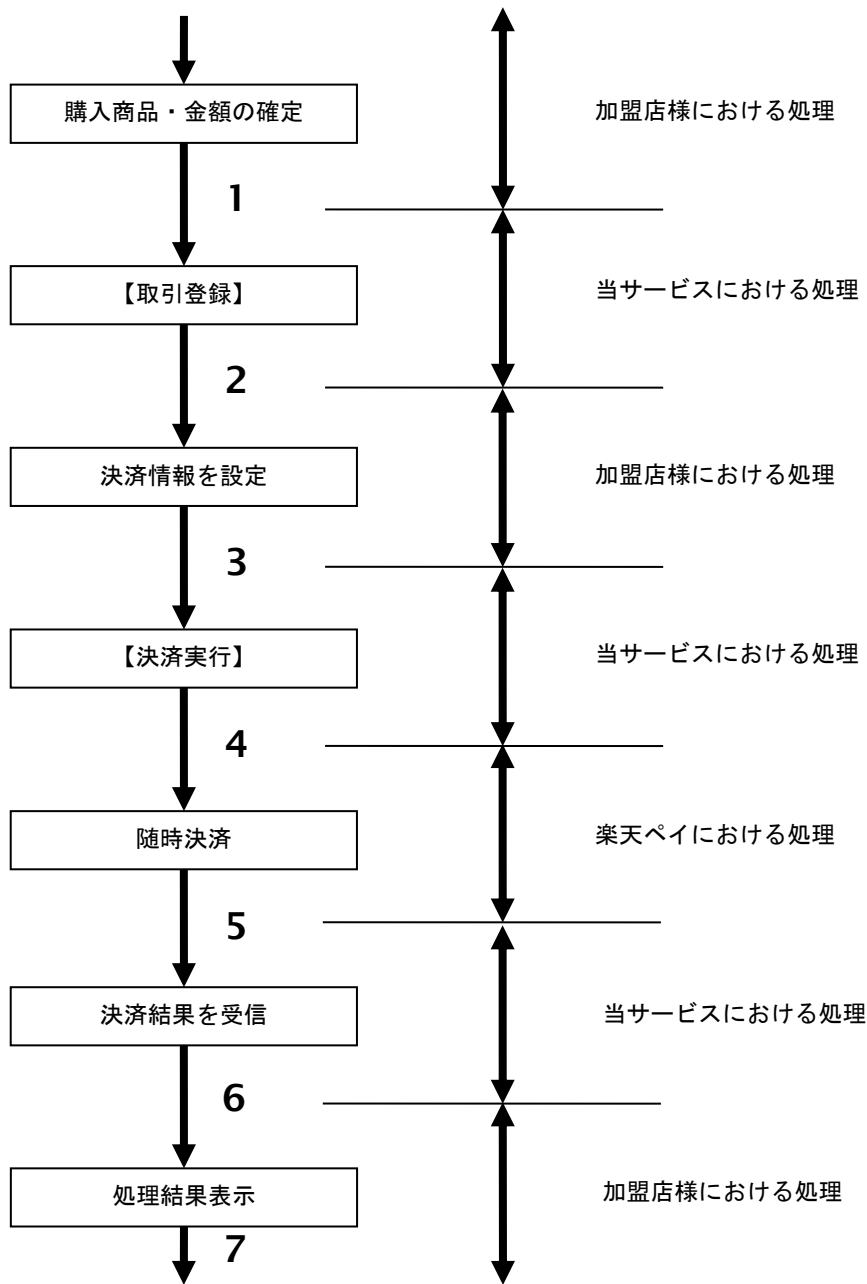 購入商品・金額の確定
加盟店様における処理
1
【取引登録】
当サービスにおける処理
2
決済情報を設定
加盟店様における処理
3
【決済実行】
当サービスにおける処理
4
随時決済
楽天ペイにおける処理
5
決済結果を受信
当サービスにおける処理
6
処理結果表示
加盟店様における処理
7